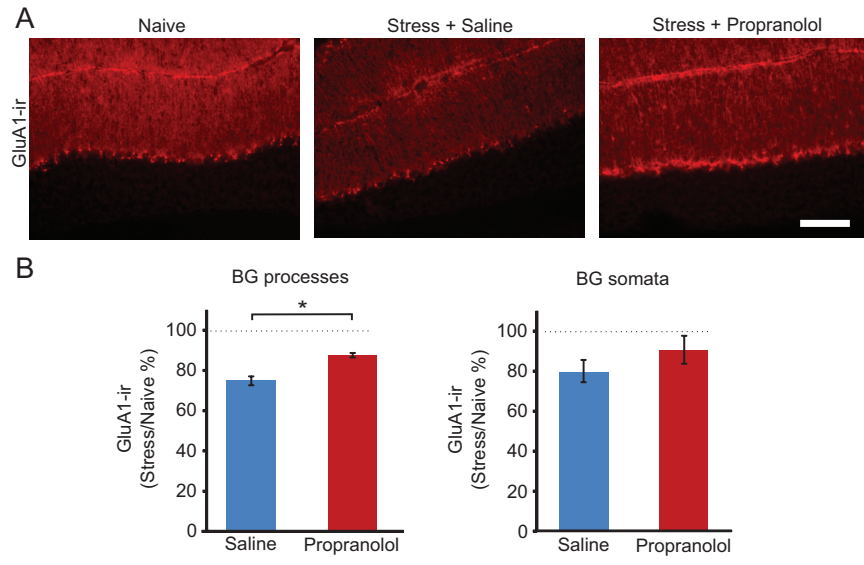 A
Naive
Stress + Saline
Stress + Propranolol
GluA1-ir
B
BG processes
*
GluA1-ir
(Stress/Naive %)
100
80
60
40
20
0
Saline
Propranolol
BG somata
GluA1-ir
(Stress/Naive %)
100
80
60
40
20
0
Saline
Propranolol